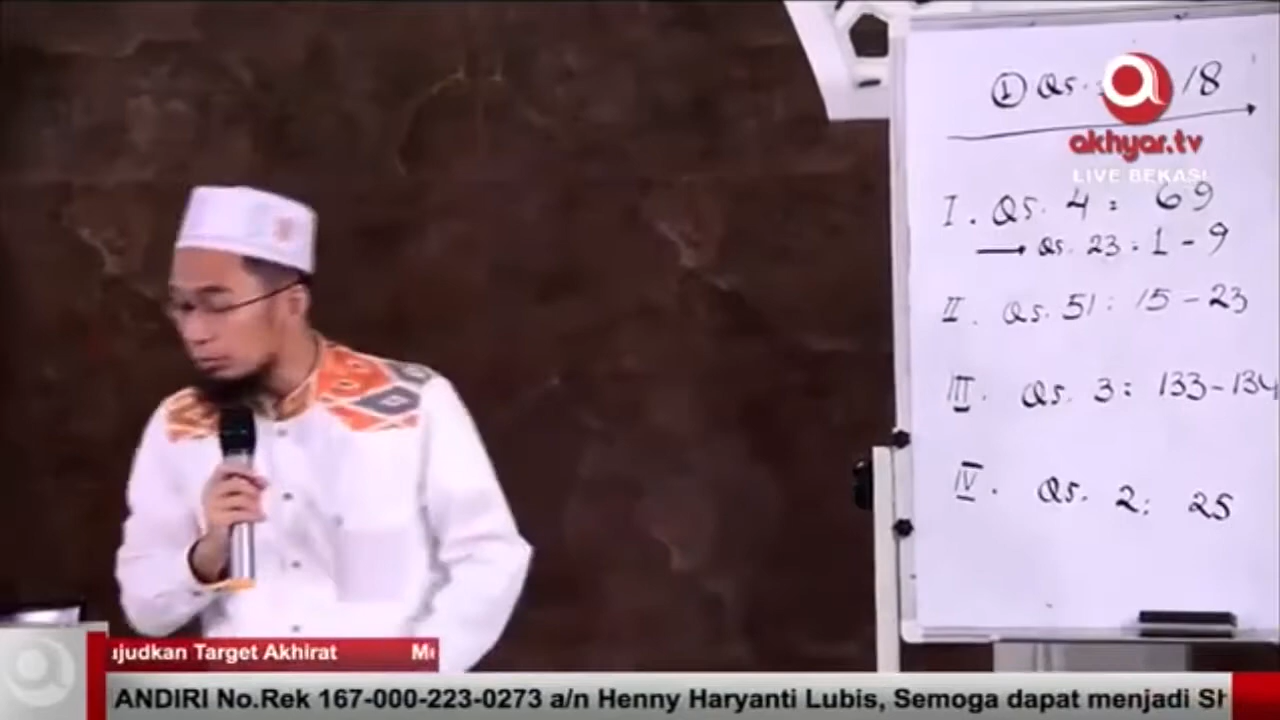 ① Qs. 18
akhyar.tv
LIVE BEKASI
I. Qs. 4 : 69
→ Qs. 23 : 1 - 9
II. Qs. 51 : 15 - 23
III. Qs. 3 : 133 - 134
IV. Qs. 2 : 25
ujudkan Target Akhirat
ANDIRI No.Rek 167-000-223-0273 a/n Henny Haryanti Lubis, Semoga dapat menjadi